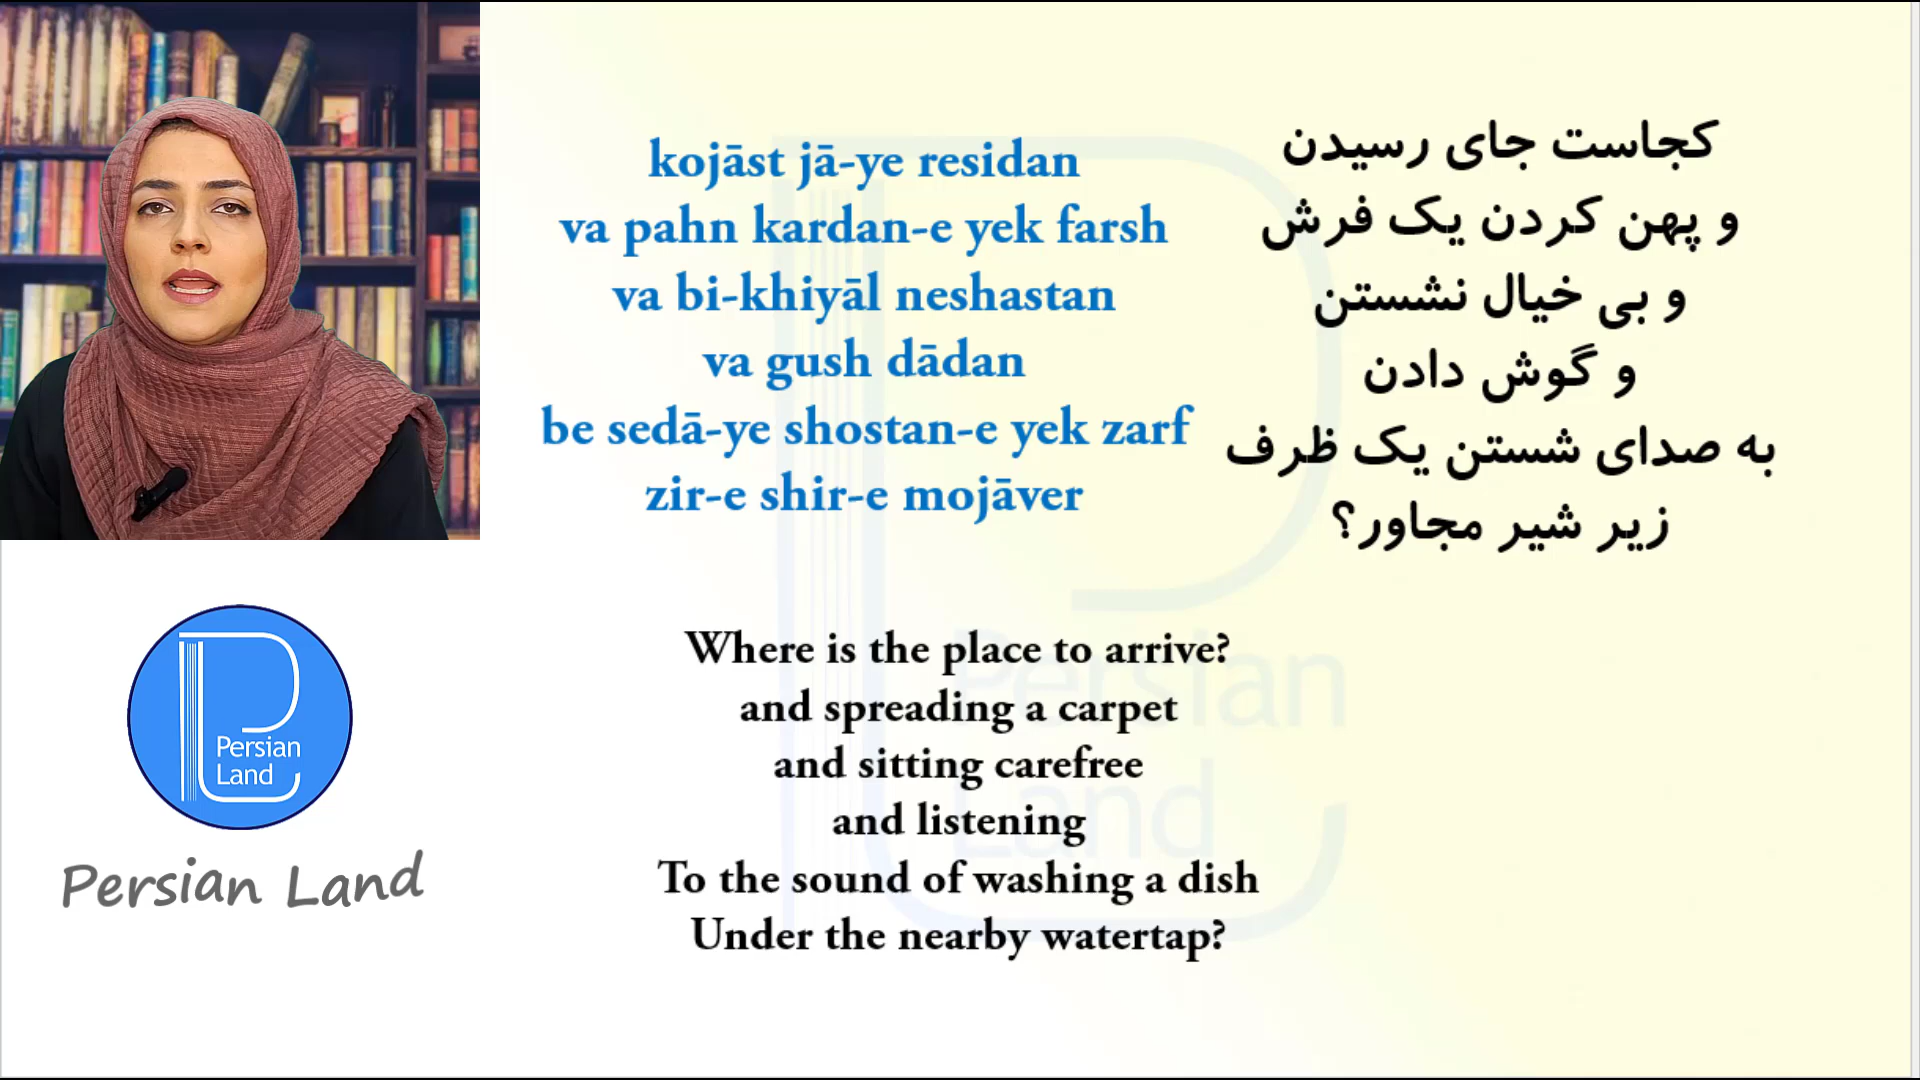 kojāst jā-ye residan
va pahn kardan-e yek farsh
va bi-khiyāl neshastan
va gush dādan
be sedā-ye shostan-e yek zarf
zir-e shir-e mojāver
کجاست جای رسیدن
و پهن کردن یک فرش
و بی خیال نشستن
و گوش دادن
به صدای شستن یک ظرف
زیر شیر مجاور؟
Where is the place to arrive?
and spreading a carpet
and sitting carefree
and listening
To the sound of washing a dish
Under the nearby watertap?
Persian
Land
Persian Land
Persian
Land